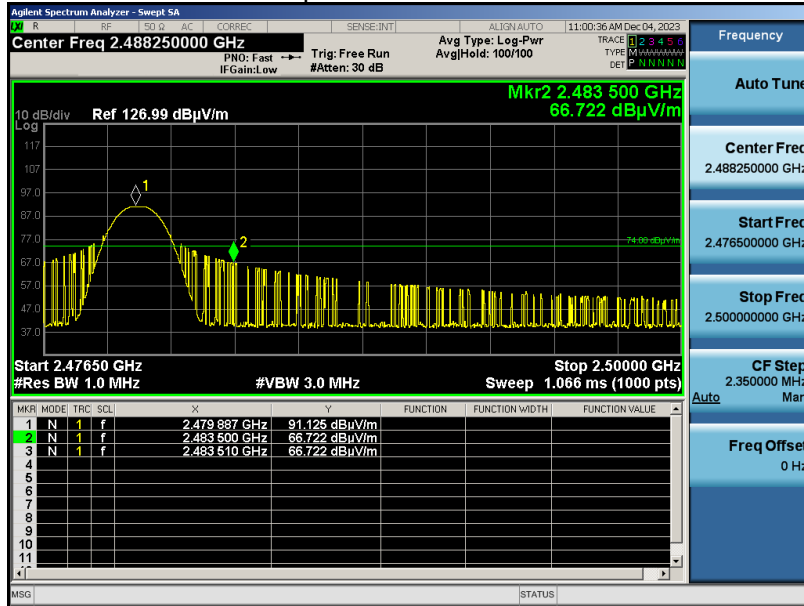 Agilent Spectrum Analyzer - Swept SA
LXI R RF 50 Ω AC CORREC SENSE:INT ALIGN AUTO 11:00:36 AM Dec 04, 2023
Center Freq 2.488250000 GHz
PNO: Fast
IFGain:Low
Trig: Free Run
#Atten: 30 dB
Avg Type: Log-Pwr
Avg|Hold: 100/100
TRACE 1 2 3 4 5 6
TYPE M
DET P N N N N N
Mkr2 2.483 500 GHz
66.722 dBµV/m
10 dB/div Ref 126.99 dBµV/m
Log
117
107
97.0
87.0
77.0
67.0
57.0
47.0
37.0
1
2
74.00 dBµV/m
Start 2.47650 GHz Stop 2.50000 GHz
#Res BW 1.0 MHz #VBW 3.0 MHz Sweep 1.066 ms (1000 pts)
MKR MODE TRC SCL X Y FUNCTION FUNCTION WIDTH FUNCTION VALUE
1 N 1 f 2.479 887 GHz 91.125 dBµV/m
2 N 1 f 2.483 500 GHz 66.722 dBµV/m
3 N 1 f 2.483 510 GHz 66.722 dBµV/m
4
5
6
7
8
9
10
11
MSG STATUS
Frequency
Auto Tune
Center Freq
2.488250000 GHz
Start Freq
2.476500000 GHz
Stop Freq
2.500000000 GHz
CF Step
2.350000 MHz
Auto Man
Freq Offset
0 Hz